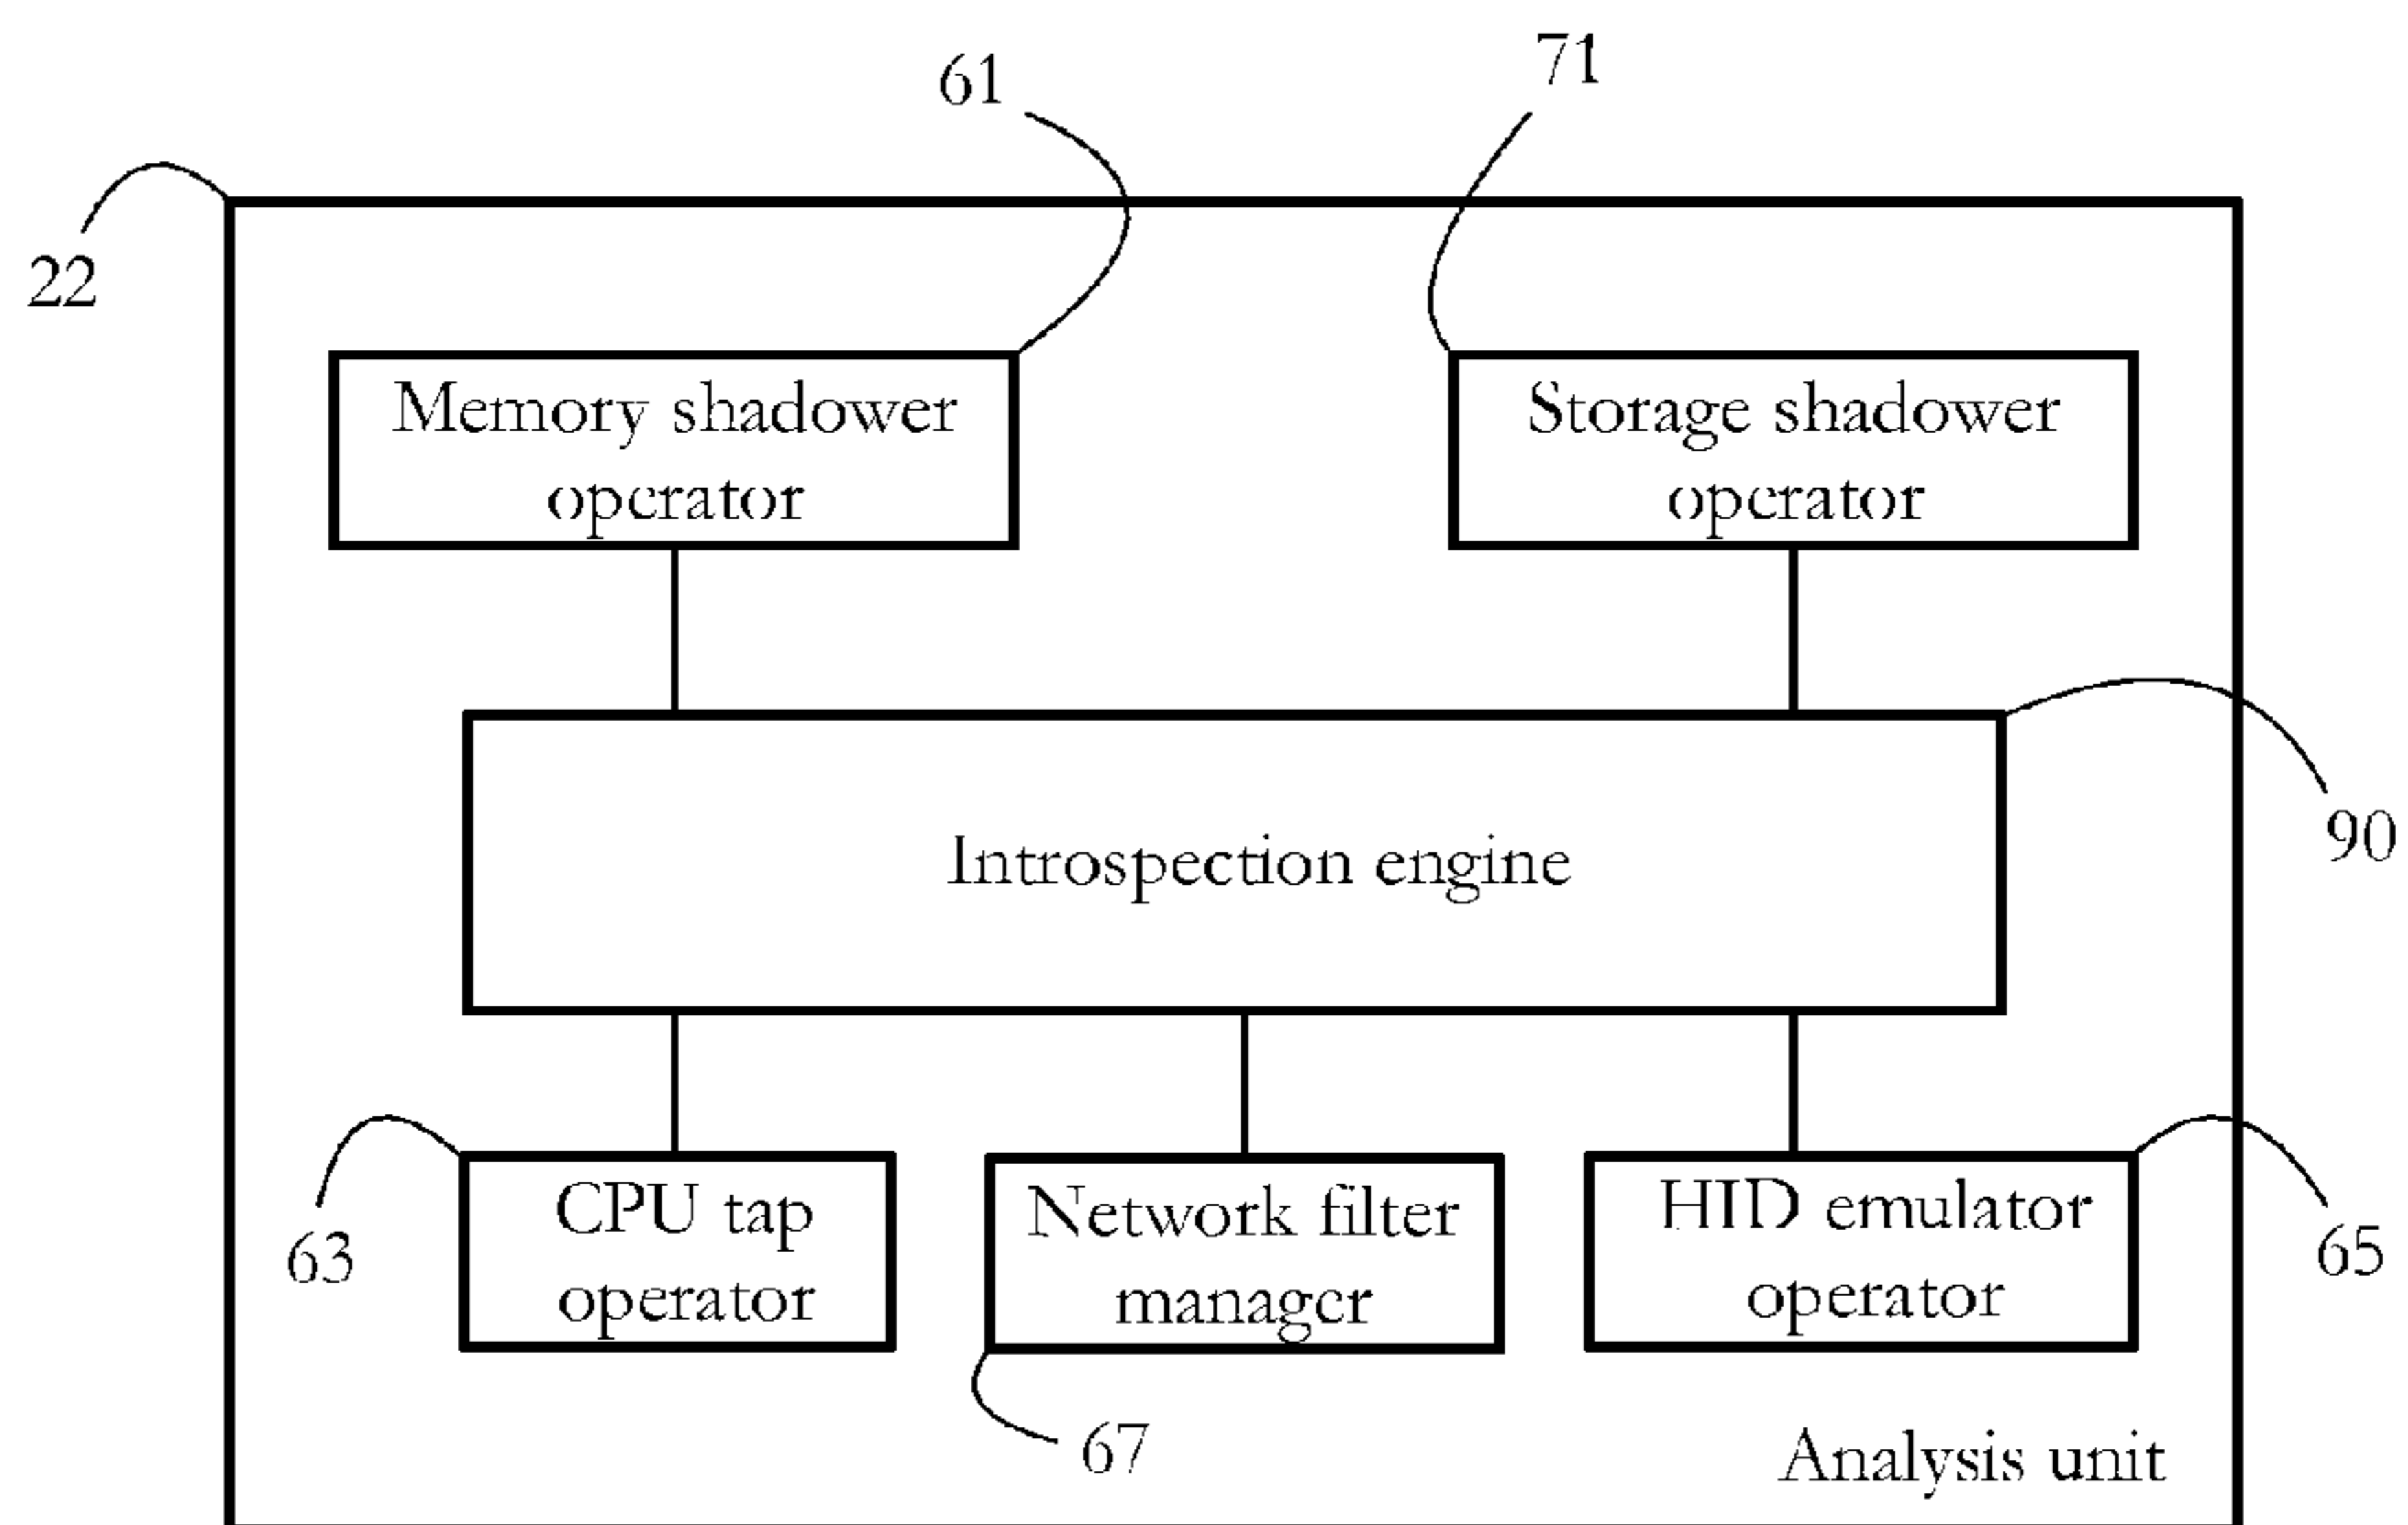 61
71
22
Memory shadower
operator
Storage shadower
operator
Introspection engine
90
CPU tap
operator
Network filter
manager
HID emulator
operator
63
65
67
Analysis unit